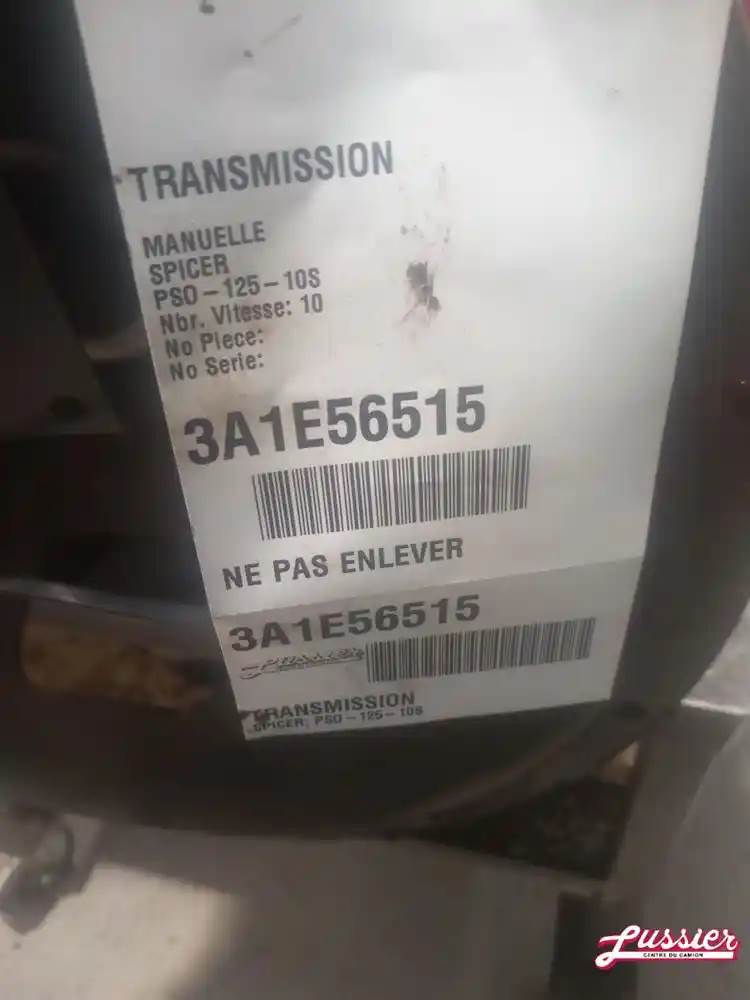 TRANSMISSION
MANUELLE
SPICER
PSO-125-10S
Nbr. Vitesse: 10
No Piece:
No Serie:
3A1E56515
NE PAS ENLEVER
3A1E56515
Lussier
TRANSMISSION
SPICER; PSO-125-10S
Lussier
CENTRE DU CAMION